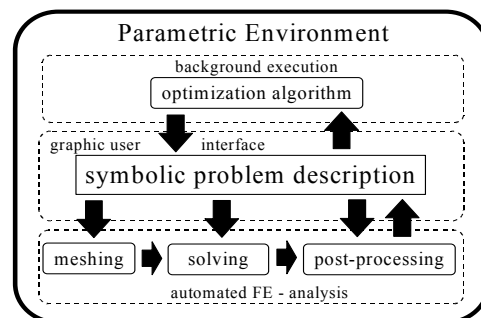 Parametric Environment
background execution
optimization algorithm
graphic user interface
symbolic problem description
meshing solving post-processing
automated FE - analysis